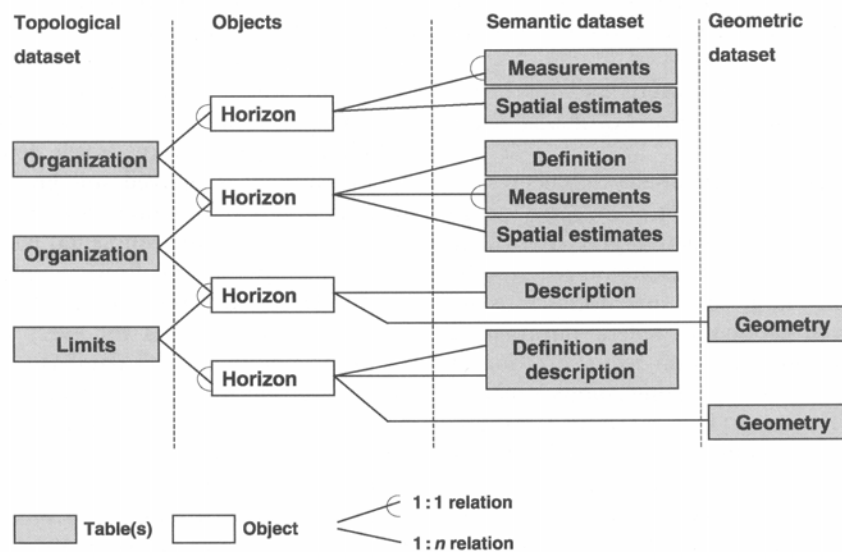 Topological
dataset
Objects
Semantic dataset
Geometric
dataset
Measurements
Horizon
Spatial estimates
Organization
Definition
Horizon
Measurements
Spatial estimates
Organization
Horizon
Description
Geometry
Limits
Definition and
description
Horizon
Geometry
Table(s)
Object
1 : 1 relation
1 : n relation